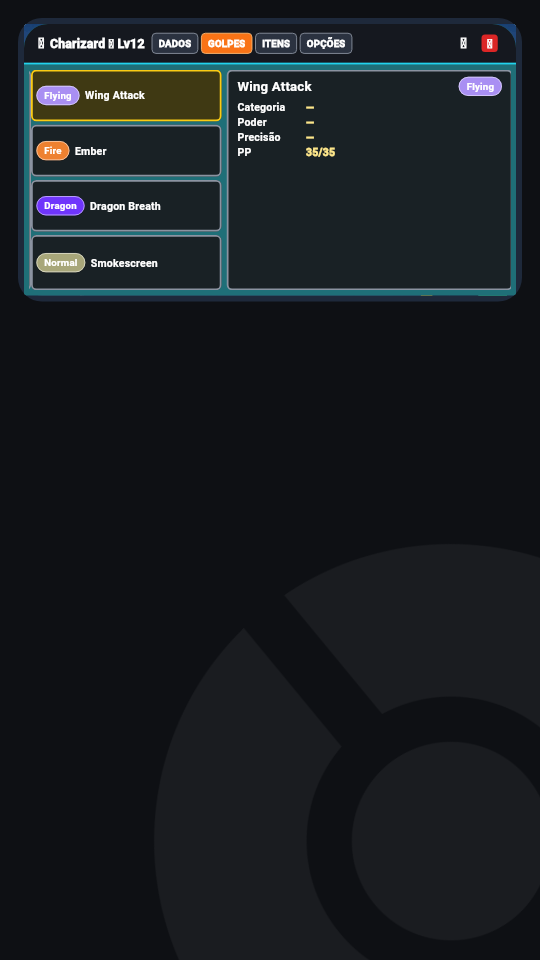 Charizard Lv12 DADOS GOLPES ITENS OPÇÕES
Flying Wing Attack
Fire Ember
Dragon Dragon Breath
Normal Smokescreen
Wing Attack Flying
Categoria —
Poder —
Precisão —
PP 35/35